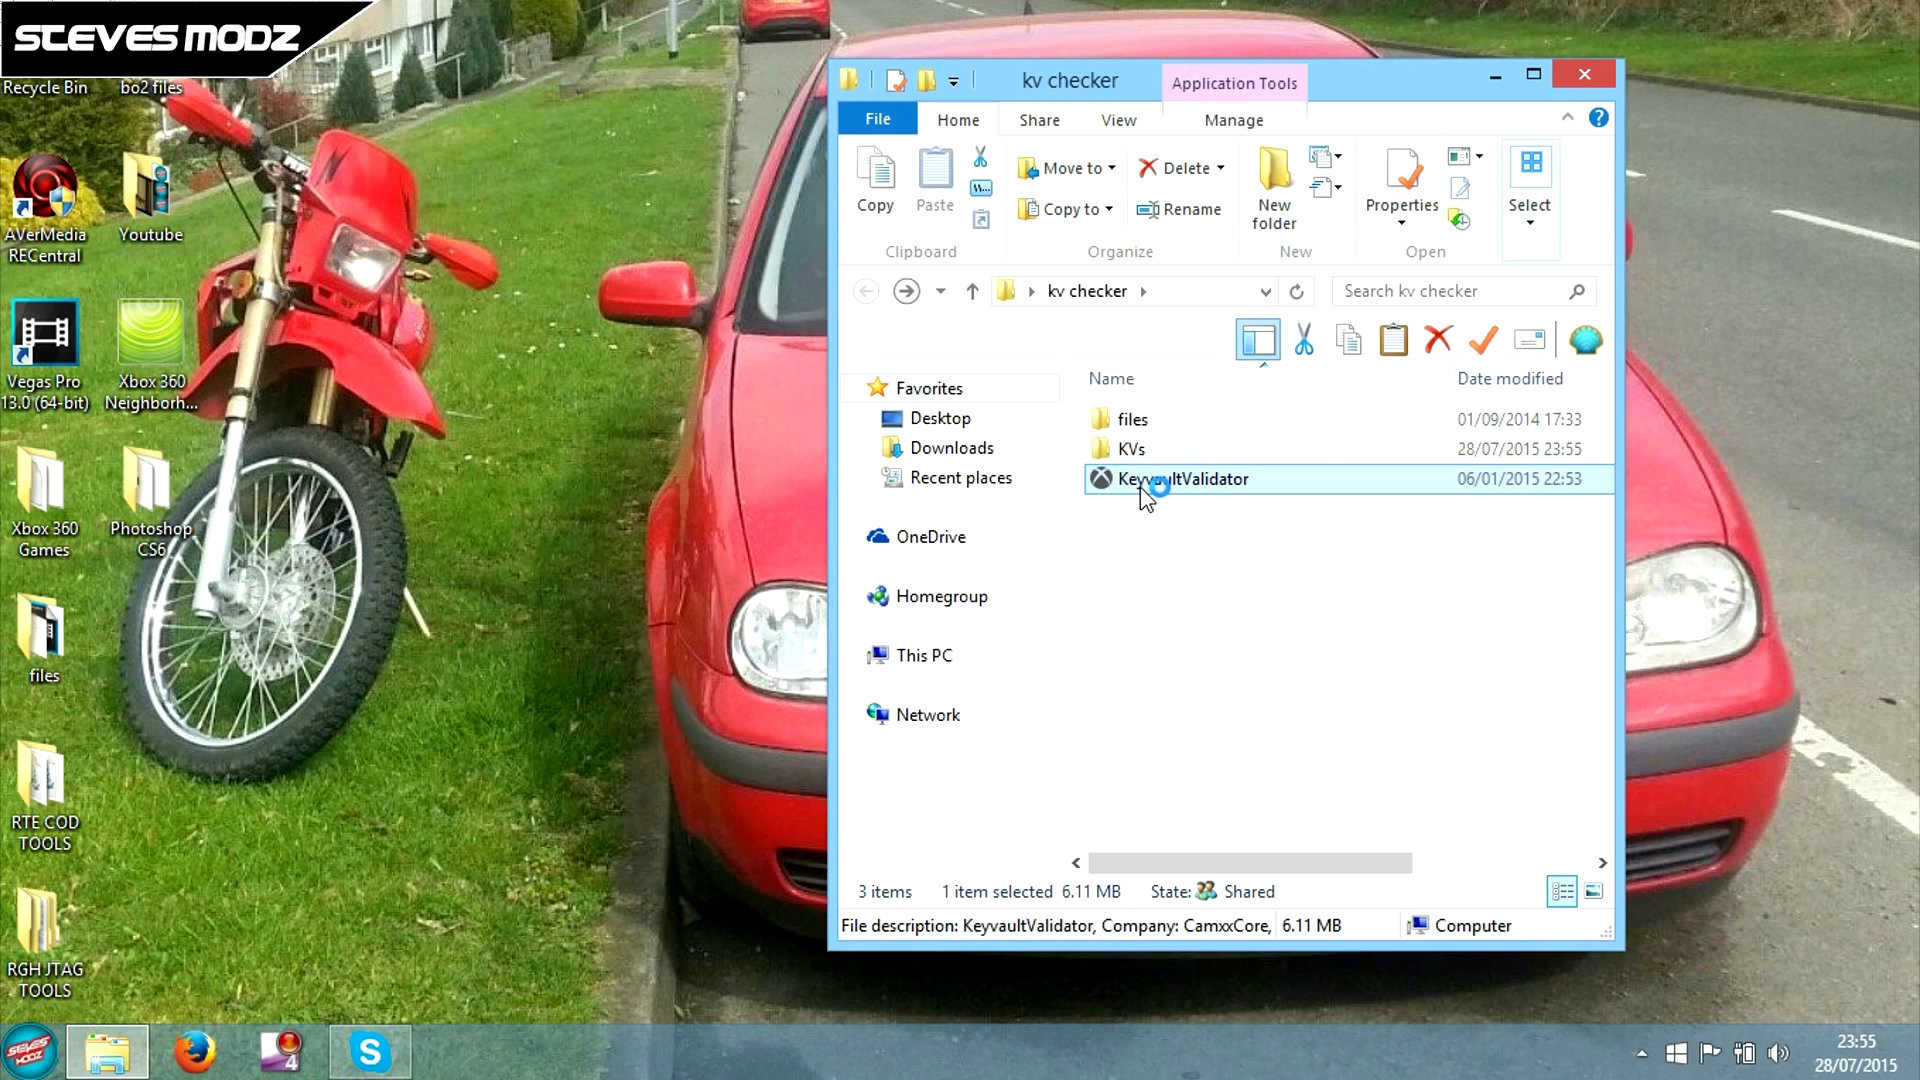 STEVES MODZ
Recycle Bin
bo2 files
AVerMedia
RECentral
Youtube
Vegas Pro
13.0 (64-bit)
Xbox 360
Neighborh...
Xbox 360
Games
Photoshop
CS6
files
RTE COD
TOOLS
RGH JTAG
TOOLS
kv checker
Application Tools
File
Home
Share
View
Manage
Copy
Paste
Clipboard
Move to
Copy to
Delete
Rename
Organize
New
folder
New
Properties
Open
Select
kv checker
Search kv checker
Name
Date modified
Favorites
Desktop
Downloads
Recent places
OneDrive
Homegroup
This PC
Network
files 01/09/2014 17:33
KVs 28/07/2015 23:55
KeyvaultValidator 06/01/2015 22:53
3 items 1 item selected 6.11 MB State: Shared
File description: KeyvaultValidator, Company: CamxxCore, 6.11 MB Computer
STEVES
MODZ
4
S
23:55
28/07/2015